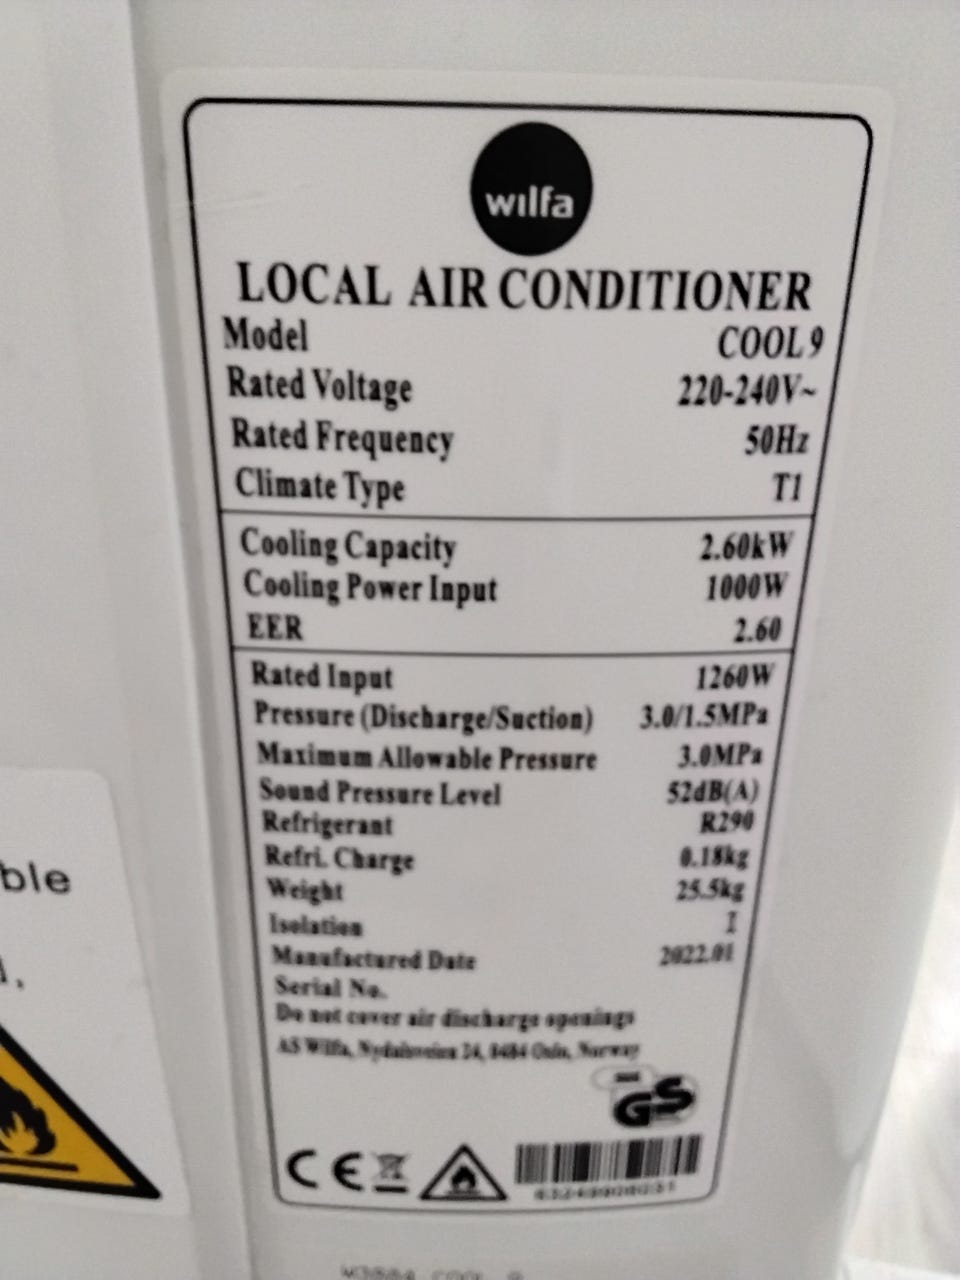 wilfa
LOCAL AIR CONDITIONER
Model COOL 9
Rated Voltage 220-240V~
Rated Frequency 50Hz
Climate Type T1
Cooling Capacity 2.60kW
Cooling Power Input 1000W
EER 2.60
Rated Input 1260W
Pressure (Discharge/Suction) 3.0/1.5MPa
Maximum Allowable Pressure 3.0MPa
Sound Pressure Level 52dB(A)
Refrigerant R290
Refri. Charge 0.18kg
Weight 25.5kg
Isolation I
Manufactured Date 2022.01
Serial No.
Do not cover air discharge openings
AS Wilfa, Nydalsveien 24, 8484 Oslo, Norway
GS
CE
ble